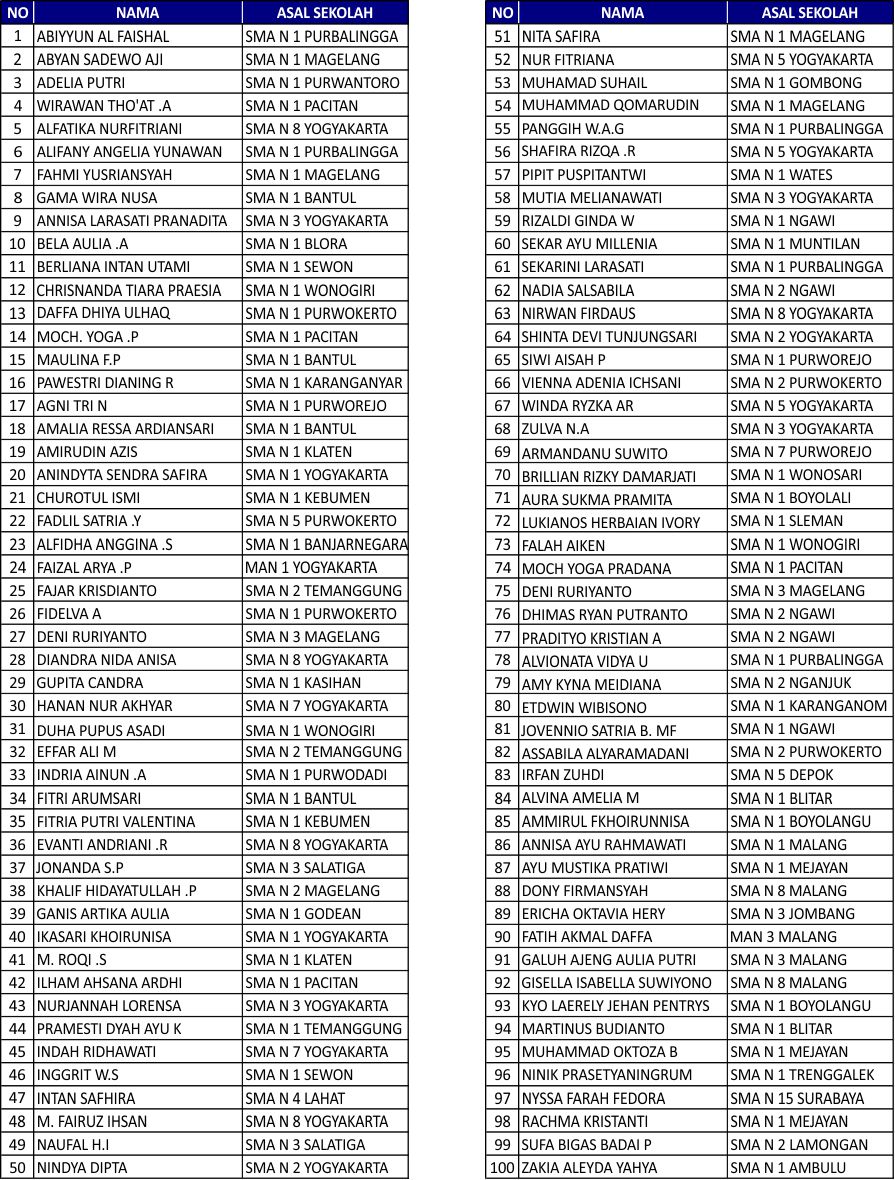 NO NAMA ASAL SEKOLAH
1 ABIYYUN AL FAISHAL SMA N 1 PURBALINGGA
2 ABYAN SADEWO AJI SMA N 1 MAGELANG
3 ADELIA PUTRI SMA N 1 PURWANTORO
4 WIRAWAN THO'AT .A SMA N 1 PACITAN
5 ALFATIKA NURFITRIANI SMA N 8 YOGYAKARTA
6 ALIFANY ANGELIA YUNAWAN SMA N 1 PURBALINGGA
7 FAHMI YUSRIANSYAH SMA N 1 MAGELANG
8 GAMA WIRA NUSA SMA N 1 BANTUL
9 ANNISA LARASATI PRANADITA SMA N 3 YOGYAKARTA
10 BELA AULIA .A SMA N 1 BLORA
11 BERLIANA INTAN UTAMI SMA N 1 SEWON
12 CHRISNANDA TIARA PRAESIA SMA N 1 WONOGIRI
13 DAFFA DHIYA ULHAQ SMA N 1 PURWOKERTO
14 MOCH. YOGA .P SMA N 1 PACITAN
15 MAULINA F.P SMA N 1 BANTUL
16 PAWESTRI DIANING R SMA N 1 KARANGANYAR
17 AGNI TRI N SMA N 1 PURWOREJO
18 AMALIA RESSA ARDIANSARI SMA N 1 BANTUL
19 AMIRUDIN AZIS SMA N 1 KLATEN
20 ANINDYTA SENDRA SAFIRA SMA N 1 YOGYAKARTA
21 CHUROTUL ISMI SMA N 1 KEBUMEN
22 FADLIL SATRIA .Y SMA N 5 PURWOKERTO
23 ALFIDHA ANGGINA .S SMA N 1 BANJARNEGARA
24 FAIZAL ARYA .P MAN 1 YOGYAKARTA
25 FAJAR KRISDIANTO SMA N 2 TEMANGGUNG
26 FIDELVA A SMA N 1 PURWOKERTO
27 DENI RURIYANTO SMA N 3 MAGELANG
28 DIANDRA NIDA ANISA SMA N 8 YOGYAKARTA
29 GUPITA CANDRA SMA N 1 KASIHAN
30 HANAN NUR AKHYAR SMA N 7 YOGYAKARTA
31 DUHA PUPUS ASADI SMA N 1 WONOGIRI
32 EFFAR ALI M SMA N 2 TEMANGGUNG
33 INDRIA AINUN .A SMA N 1 PURWODADI
34 FITRI ARUMSARI SMA N 1 BANTUL
35 FITRIA PUTRI VALENTINA SMA N 1 KEBUMEN
36 EVANTI ANDRIANI .R SMA N 8 YOGYAKARTA
37 JONANDA S.P SMA N 3 SALATIGA
38 KHALIF HIDAYATULLAH .P SMA N 2 MAGELANG
39 GANIS ARTIKA AULIA SMA N 1 GODEAN
40 IKASARI KHOIRUNISA SMA N 1 YOGYAKARTA
41 M. ROQI .S SMA N 1 KLATEN
42 ILHAM AHSANA ARDHI SMA N 1 PACITAN
43 NURJANNAH LORENSA SMA N 3 YOGYAKARTA
44 PRAMESTI DYAH AYU K SMA N 1 TEMANGGUNG
45 INDAH RIDHAWATI SMA N 7 YOGYAKARTA
46 INGGRIT W.S SMA N 1 SEWON
47 INTAN SAFHIRA SMA N 4 LAHAT
48 M. FAIRUZ IHSAN SMA N 8 YOGYAKARTA
49 NAUFAL H.I SMA N 3 SALATIGA
50 NINDYA DIPTA SMA N 2 YOGYAKARTA
NO NAMA ASAL SEKOLAH
51 NITA SAFIRA SMA N 1 MAGELANG
52 NUR FITRIANA SMA N 5 YOGYAKARTA
53 MUHAMAD SUHAIL SMA N 1 GOMBONG
54 MUHAMMAD QOMARUDIN SMA N 1 MAGELANG
55 PANGGIH W.A.G SMA N 1 PURBALINGGA
56 SHAFIRA RIZQA .R SMA N 5 YOGYAKARTA
57 PIPIT PUSPITANTWI SMA N 1 WATES
58 MUTIA MELIANAWATI SMA N 3 YOGYAKARTA
59 RIZALDI GINDA W SMA N 1 NGAWI
60 SEKAR AYU MILLENIA SMA N 1 MUNTILAN
61 SEKARINI LARASATI SMA N 1 PURBALINGGA
62 NADIA SALSABILA SMA N 2 NGAWI
63 NIRWAN FIRDAUS SMA N 8 YOGYAKARTA
64 SHINTA DEVI TUNJUNGSARI SMA N 2 YOGYAKARTA
65 SIWI AISAH P SMA N 1 PURWOREJO
66 VIENNA ADENIA ICHSANI SMA N 2 PURWOKERTO
67 WINDA RYZKA AR SMA N 5 YOGYAKARTA
68 ZULVA N.A SMA N 3 YOGYAKARTA
69 ARMANDANU SUWITO SMA N 7 PURWOREJO
70 BRILLIAN RIZKY DAMARJATI SMA N 1 WONOSARI
71 AURA SUKMA PRAMITA SMA N 1 BOYOLALI
72 LUKIANOS HERBAIAN IVORY SMA N 1 SLEMAN
73 FALAH AIKEN SMA N 1 WONOGIRI
74 MOCH YOGA PRADANA SMA N 1 PACITAN
75 DENI RURIYANTO SMA N 3 MAGELANG
76 DHIMAS RYAN PUTRANTO SMA N 2 NGAWI
77 PRADITYO KRISTIAN A SMA N 2 NGAWI
78 ALVIONATA VIDYA U SMA N 1 PURBALINGGA
79 AMY KYNA MEIDIANA SMA N 2 NGANJUK
80 ETDWIN WIBISONO SMA N 1 KARANGANOM
81 JOVENNIO SATRIA B. MF SMA N 1 NGAWI
82 ASSABILA ALYARAMADANI SMA N 2 PURWOKERTO
83 IRFAN ZUHDI SMA N 5 DEPOK
84 ALVINA AMELIA M SMA N 1 BLITAR
85 AMMIRUL FKHOIRUNNISA SMA N 1 BOYOLANGU
86 ANNISA AYU RAHMAWATI SMA N 1 MALANG
87 AYU MUSTIKA PRATIWI SMA N 1 MEJAYAN
88 DONY FIRMANSYAH SMA N 8 MALANG
89 ERICHA OKTAVIA HERY SMA N 3 JOMBANG
90 FATIH AKMAL DAFFA MAN 3 MALANG
91 GALUH AJENG AULIA PUTRI SMA N 3 MALANG
92 GISELLA ISABELLA SUWIYONO SMA N 8 MALANG
93 KYO LAERELY JEHAN PENTRYS SMA N 1 BOYOLANGU
94 MARTINUS BUDIANTO SMA N 1 BLITAR
95 MUHAMMAD OKTOZA B SMA N 1 MEJAYAN
96 NINIK PRASETYANINGRUM SMA N 1 TRENGGALEK
97 NYSSA FARAH FEDORA SMA N 15 SURABAYA
98 RACHMA KRISTANTI SMA N 1 MEJAYAN
99 SUFA BIGAS BADAI P SMA N 2 LAMONGAN
100 ZAKIA ALEYDA YAHYA SMA N 1 AMBULU